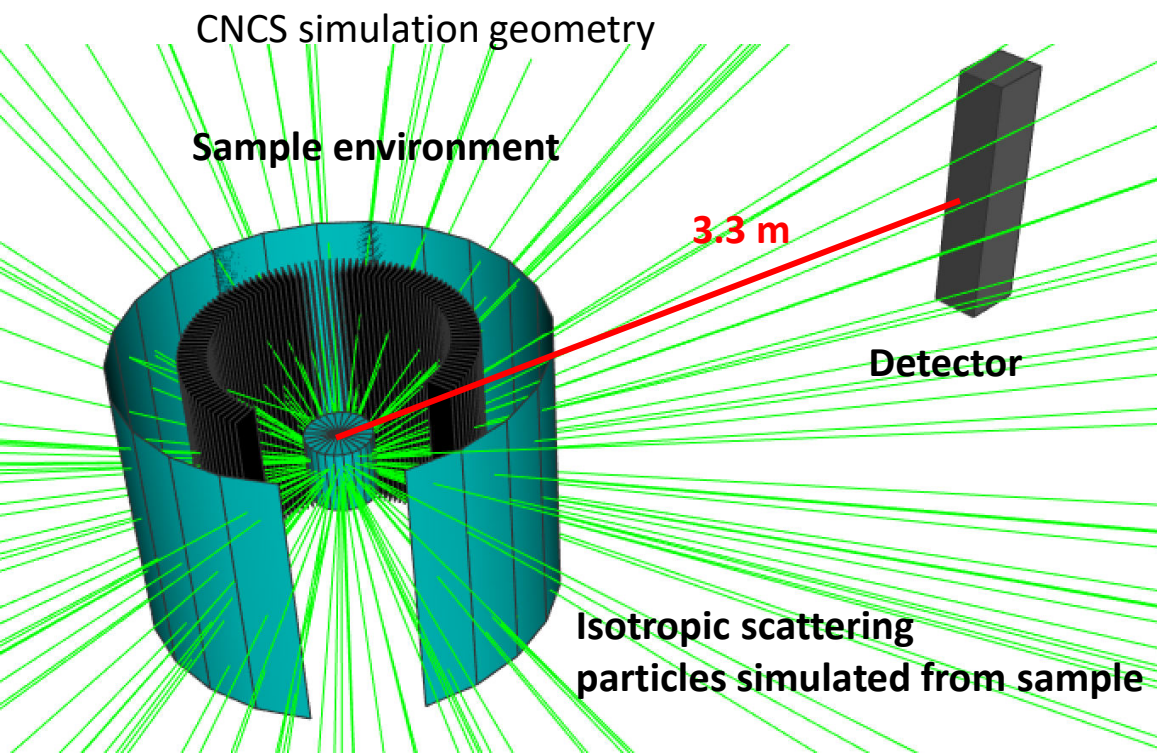 CNCS simulation geometry
Sample environment
3.3 m
Detector
Isotropic scattering
particles simulated from sample